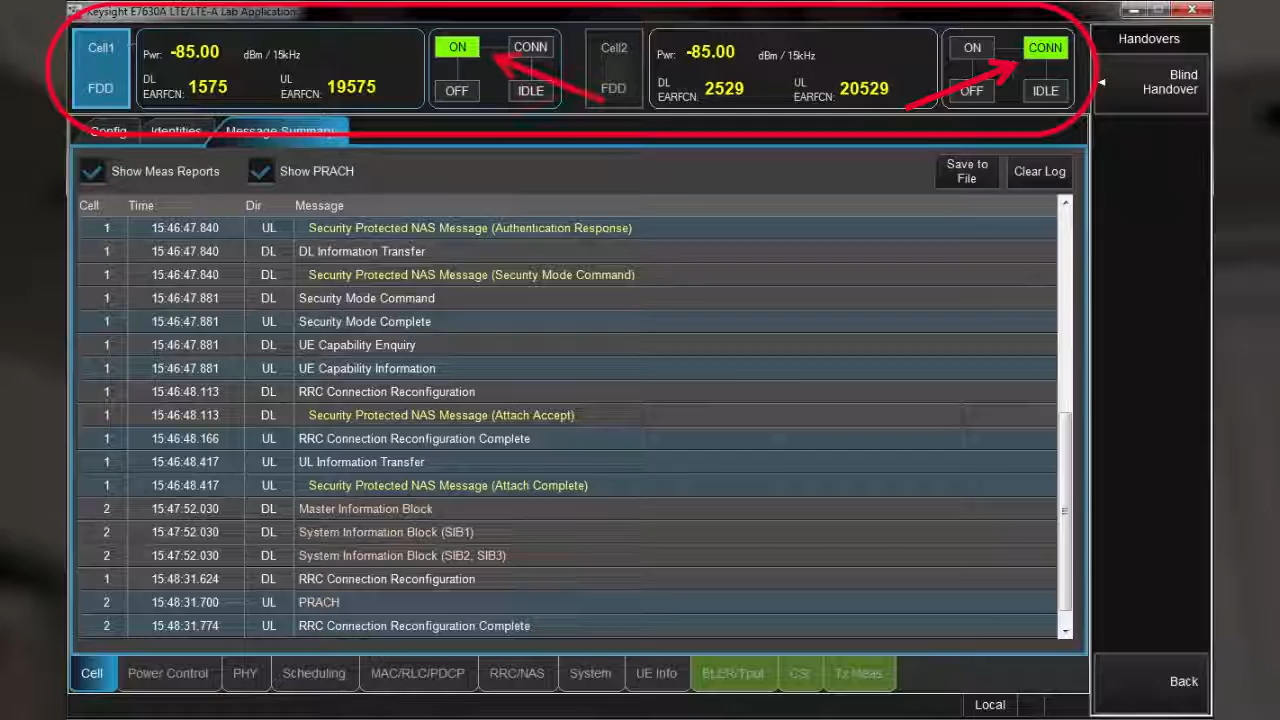 Keysight E7630A LTE/LTE-A Lab Application
Cell1
FDD
Pwr: -85.00 dBm / 15kHz
DL EARFCN: 1575
UL EARFCN: 19575
ON CONN
OFF IDLE
Cell2
FDD
Pwr: -85.00 dBm / 15kHz
DL EARFCN: 2529
UL EARFCN: 20529
ON CONN
OFF IDLE
Handovers
Blind Handover
Config Identities Message Summary
Show Meas Reports Show PRACH
Save to File
Clear Log
Cell Time Dir Message
1 15:46:47.840 UL Security Protected NAS Message (Authentication Response)
1 15:46:47.840 DL DL Information Transfer
1 15:46:47.840 DL Security Protected NAS Message (Security Mode Command)
1 15:46:47.881 DL Security Mode Command
1 15:46:47.881 UL Security Mode Complete
1 15:46:47.881 DL UE Capability Enquiry
1 15:46:47.881 UL UE Capability Information
1 15:46:48.113 DL RRC Connection Reconfiguration
1 15:46:48.113 DL Security Protected NAS Message (Attach Accept)
1 15:46:48.166 UL RRC Connection Reconfiguration Complete
1 15:46:48.417 UL UL Information Transfer
1 15:46:48.417 UL Security Protected NAS Message (Attach Complete)
2 15:47:52.030 DL Master Information Block
2 15:47:52.030 DL System Information Block (SIB1)
2 15:47:52.030 DL System Information Block (SIB2, SIB3)
1 15:48:31.624 DL RRC Connection Reconfiguration
2 15:48:31.700 UL PRACH
2 15:48:31.774 UL RRC Connection Reconfiguration Complete
Cell Power Control PHY Scheduling MAC/RLC/PDCP RRC/NAS System UE Info BLER/Tput CSI Tx Meas
Back
Local